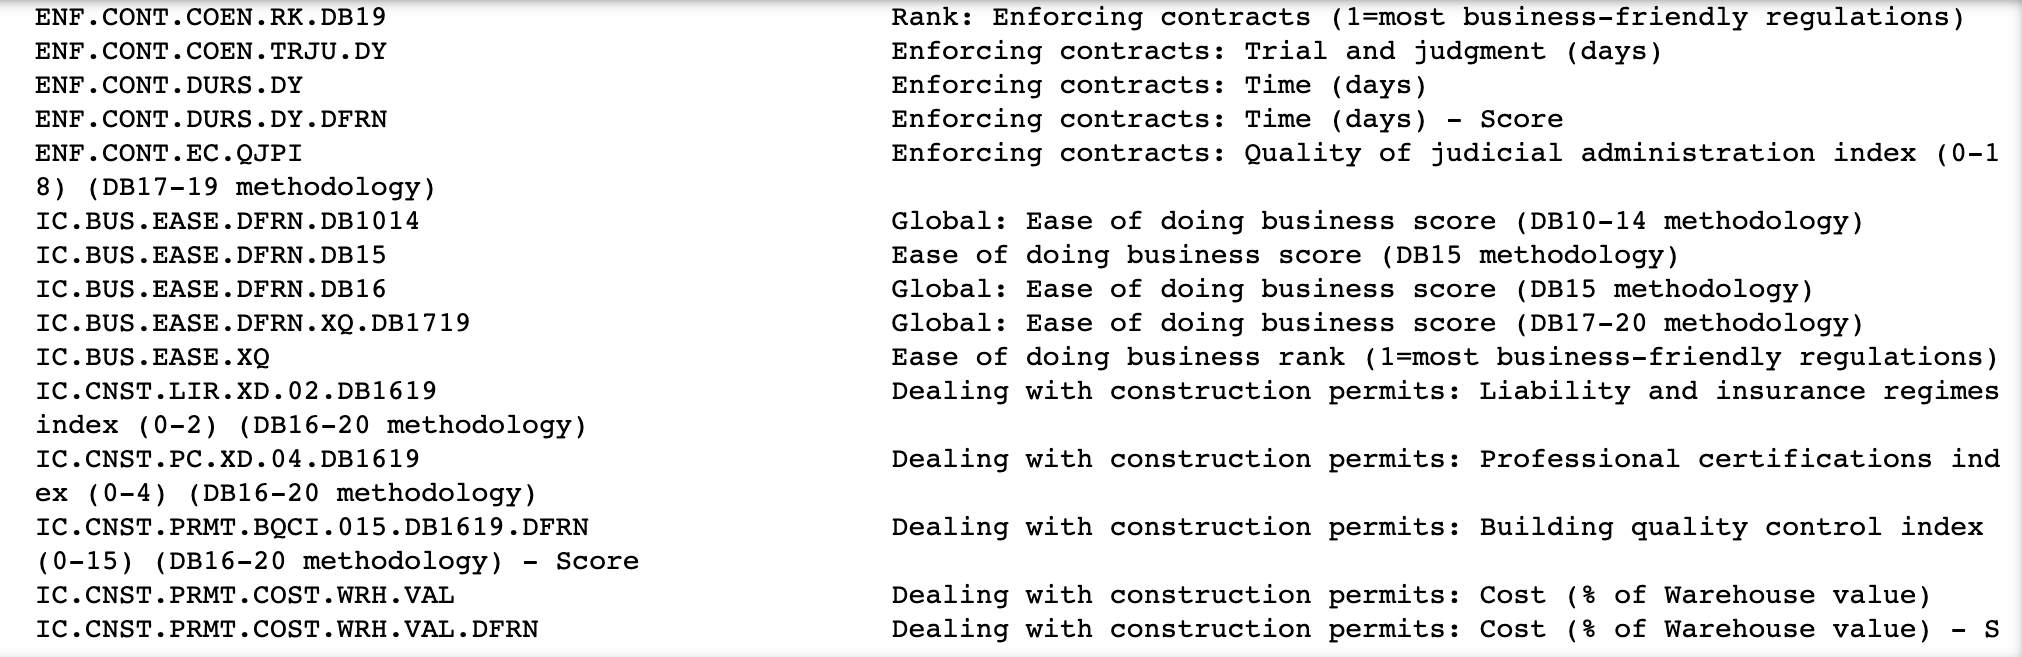 ENF.CONT.COEN.RK.DB19 Rank: Enforcing contracts (1=most business-friendly regulations)
ENF.CONT.COEN.TRJU.DY Enforcing contracts: Trial and judgment (days)
ENF.CONT.DURS.DY Enforcing contracts: Time (days)
ENF.CONT.DURS.DY.DFRN Enforcing contracts: Time (days) – Score
ENF.CONT.EC.QJPI Enforcing contracts: Quality of judicial administration index (0–1
8) (DB17–19 methodology)
IC.BUS.EASE.DFRN.DB1014 Global: Ease of doing business score (DB10–14 methodology)
IC.BUS.EASE.DFRN.DB15 Ease of doing business score (DB15 methodology)
IC.BUS.EASE.DFRN.DB16 Global: Ease of doing business score (DB15 methodology)
IC.BUS.EASE.DFRN.XQ.DB1719 Global: Ease of doing business score (DB17–20 methodology)
IC.BUS.EASE.XQ Ease of doing business rank (1=most business-friendly regulations)
IC.CNST.LIR.XD.02.DB1619 Dealing with construction permits: Liability and insurance regimes
index (0–2) (DB16–20 methodology)
IC.CNST.PC.XD.04.DB1619 Dealing with construction permits: Professional certifications ind
ex (0–4) (DB16–20 methodology)
IC.CNST.PRMT.BQCI.015.DB1619.DFRN Dealing with construction permits: Building quality control index
(0–15) (DB16–20 methodology) – Score
IC.CNST.PRMT.COST.WRH.VAL Dealing with construction permits: Cost (% of Warehouse value)
IC.CNST.PRMT.COST.WRH.VAL.DFRN Dealing with construction permits: Cost (% of Warehouse value) – S